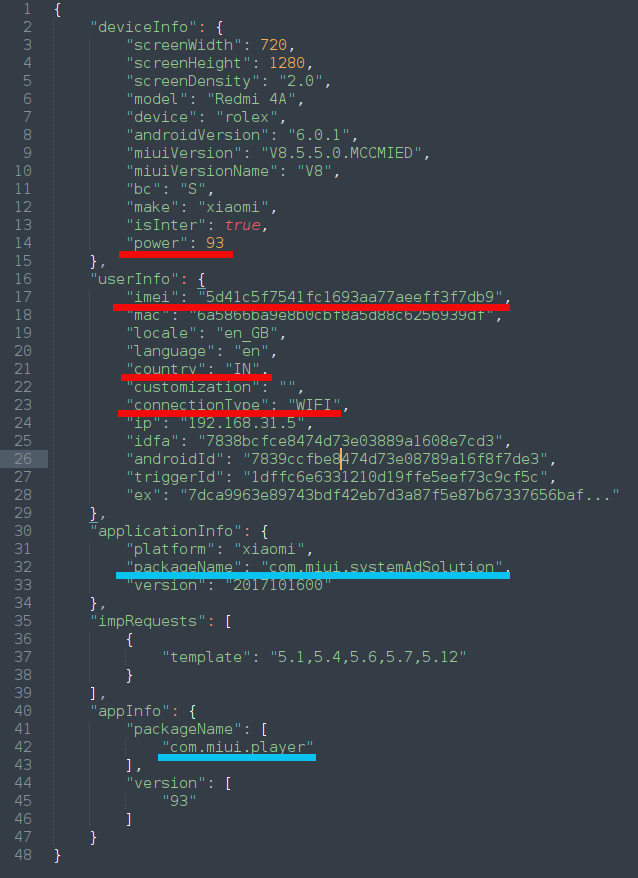 1 {
2 "deviceInfo": {
3 "screenWidth": 720,
4 "screenHeight": 1280,
5 "screenDensity": "2.0",
6 "model": "Redmi 4A",
7 "device": "rolex",
8 "androidVersion": "6.0.1",
9 "miuiVersion": "V8.5.5.0.MCCMIED",
10 "miuiVersionName": "V8",
11 "bc": "S",
12 "make": "xiaomi",
13 "isInter": true,
14 "power": 93
15 },
16 "userInfo": {
17 "imei": "5d41c5f7541fc1693aa77aeeff3f7db9",
18 "mac": "6a5866ba9e8b0cbf8a5d88c6256939df",
19 "locale": "en_GB",
20 "language": "en",
21 "country": "IN",
22 "customization": "",
23 "connectionType": "WIFI",
24 "ip": "192.168.31.5",
25 "idfa": "7838bcfce8474d73e03889a1608e7cd3",
26 "androidId": "7839ccfbe8474d73e08789a16f8f7de3",
27 "triggerId": "1dffc6e6331210d19ffe5eef73c9cf5c",
28 "ex": "7dca9963e89743bdf42eb7d3a87f5e87b67337656baf..."
29 },
30 "applicationInfo": {
31 "platform": "xiaomi",
32 "packageName": "com.miui.systemAdSolution",
33 "version": "2017101600"
34 },
35 "impRequests": [
36 {
37 "template": "5.1,5.4,5.6,5.7,5.12"
38 }
39 ],
40 "appInfo": {
41 "packageName": [
42 "com.miui.player"
43 ],
44 "version": [
45 "93"
46 ]
47 }
48 }